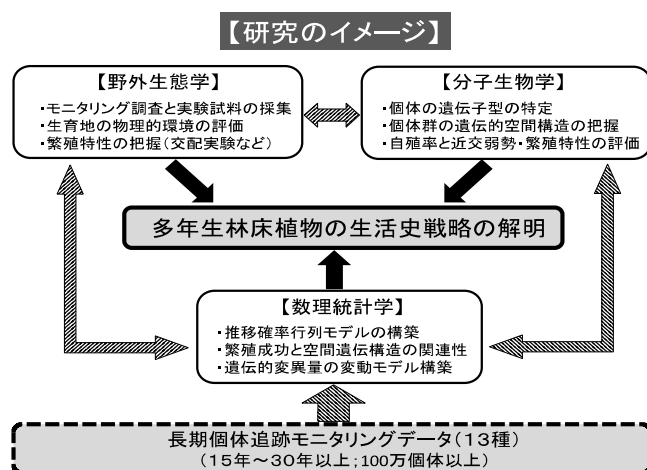 【研究のイメージ】
【野外生態学】
・モニタリング調査と実験試料の採集
・生育地の物理的環境の評価
・繁殖特性の把握(交配実験など)
【分子生物学】
・個体の遺伝子型の特定
・個体群の遺伝的空間構造の把握
・自殖率と近交弱勢・繁殖特性の評価
多年生林床植物の生活史戦略の解明
【数理統計学】
・推移確率行列モデルの構築
・繁殖成功と空間遺伝構造の関連性
・遺伝的変異量の変動モデル構築
長期個体追跡モニタリングデータ(13種)
(15年～30年以上;100万個体以上)